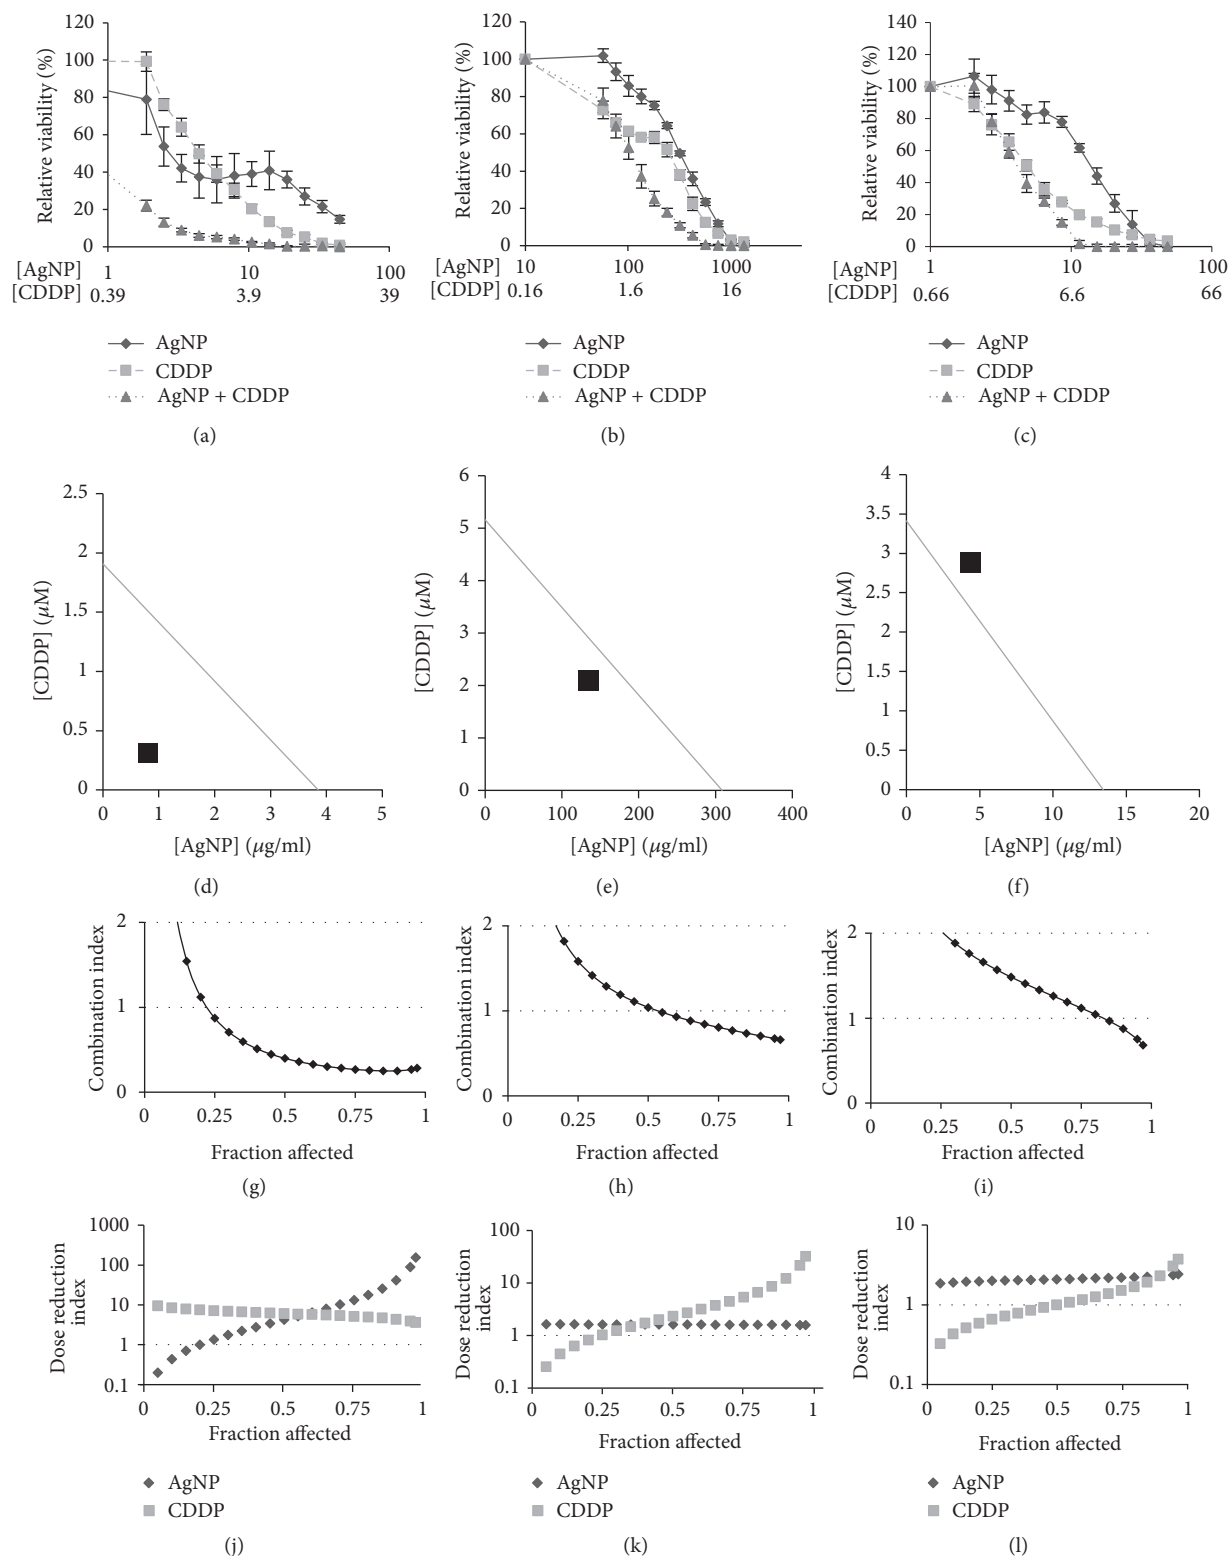 120
100
80
60
40
20
0
Relative viability (%)
[AgNP] 1 10 100
[CDDP] 0.39 3.9 39
AgNP
CDDP
AgNP + CDDP
(a)
120
100
80
60
40
20
0
Relative viability (%)
[AgNP] 10 100 1000
[CDDP] 0.16 1.6 16
AgNP
CDDP
AgNP + CDDP
(b)
140
120
100
80
60
40
20
0
Relative viability (%)
[AgNP] 1 10 100
[CDDP] 0.66 6.6 66
AgNP
CDDP
AgNP + CDDP
(c)
2.5
2
1.5
1
0.5
0
[CDDP] (μM)
0 1 2 3 4 5
[AgNP] (μg/ml)
(d)
6
5
4
3
2
1
0
[CDDP] (μM)
0 100 200 300 400
[AgNP] (μg/ml)
(e)
4
3.5
3
2.5
2
1.5
1
0.5
0
[CDDP] (μM)
0 5 10 15 20
[AgNP] (μg/ml)
(f)
2
1
0
Combination index
0 0.25 0.5 0.75 1
Fraction affected
(g)
2
1
0
Combination index
0 0.25 0.5 0.75 1
Fraction affected
(h)
2
1
0
Combination index
0 0.25 0.5 0.75 1
Fraction affected
(i)
1000
100
10
1
0.1
Dose reduction
index
0 0.25 0.5 0.75 1
Fraction affected
AgNP
CDDP
(j)
100
10
1
0.1
Dose reduction
index
0 0.25 0.5 0.75 1
Fraction affected
AgNP
CDDP
(k)
10
1
0.1
Dose reduction
index
0 0.25 0.5 0.75 1
Fraction affected
AgNP
CDDP
(l)